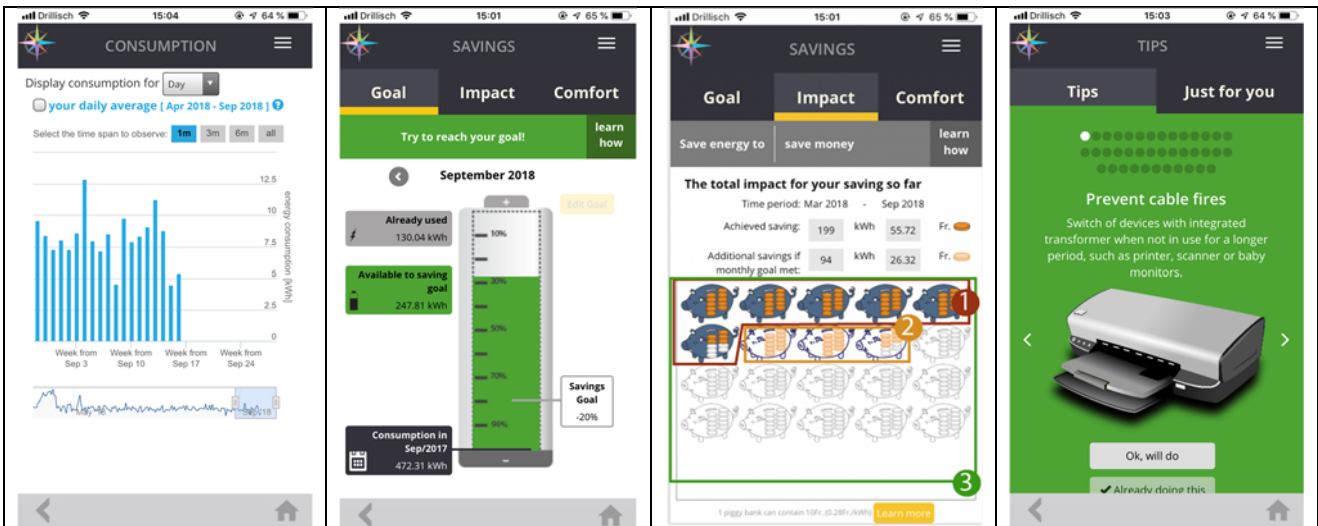 Drillisch 15:04 64 %
CONSUMPTION
Display consumption for Day
your daily average [ Apr 2018 - Sep 2018 ] ?
Select the time span to observe: 1m 3m 6m all
12.5
10
7.5
5
2.5
0
energy consumption [kWh]
Week from Week from Week from Week from
Sep 3 Sep 10 Sep 17 Sep 24
May '18 Sep '18
Drillisch 15:01 65 %
SAVINGS
Goal Impact Comfort
Try to reach your goal! learn
how
September 2018
+
Edit Goal
Already used
130.04 kWh
10%
Available to saving
goal
247.81 kWh
30%
50%
70%
Savings
Goal
-20%
90%
Consumption in
Sep/2017
472.31 kWh
-
Drillisch 15:01 65 %
SAVINGS
Goal Impact Comfort
Save energy to save money learn
how
The total impact for your saving so far
Time period: Mar 2018 - Sep 2018
Achieved saving: 199 kWh 55.72 Fr.
Additional savings if
monthly goal met: 94 kWh 26.32 Fr.
1
2
3
1 piggy bank can contain 10Fr. (0.28Fr./kWh) Learn more
Drillisch 15:03 64 %
TIPS
Tips Just for you
Prevent cable fires
Switch of devices with integrated
transformer when not in use for a longer
period, such as printer, scanner or baby
monitors.
Ok, will do
Already doing this